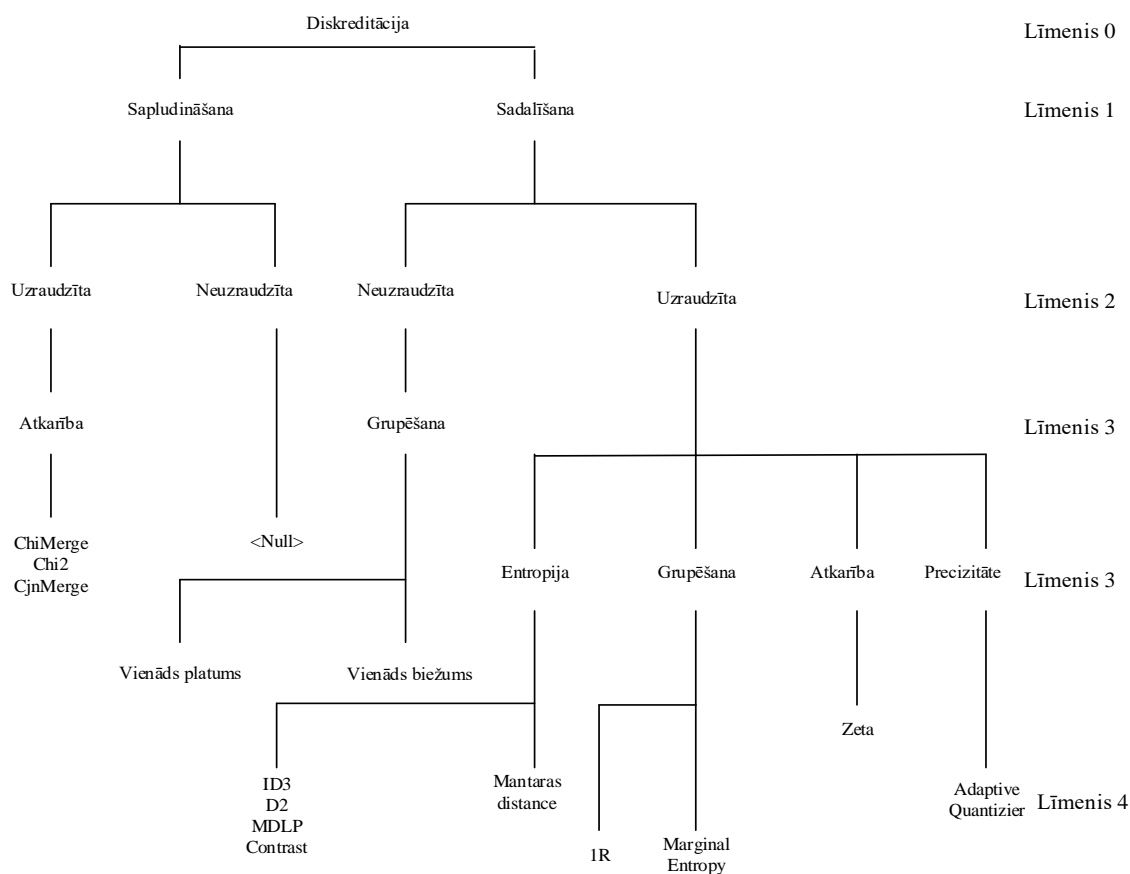 Diskreditācija
Līmenis 0
Sapludināšana
Sadalīšana
Līmenis 1
Uzraudzīta
Neuzraudzīta
Neuzraudzīta
Uzraudzīta
Līmenis 2
Atkarība
Grupēšana
Līmenis 3
ChiMerge
Chi2
CjnMerge
<Null>
Entropija
Grupēšana
Atkarība
Precizitāte
Līmenis 3
Vienāds platums
Vienāds biežums
Zeta
ID3
D2
MDLP
Contrast
Mantaras
distance
1R
Marginal
Entropy
Adaptive
Quantizier
Līmenis 4